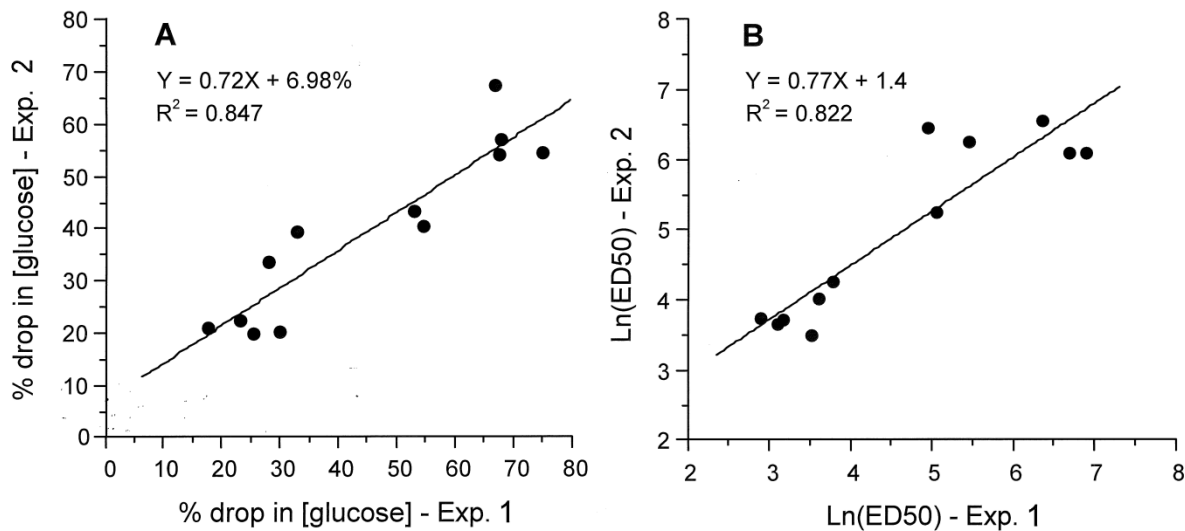 A
Y = 0.72X + 6.98%
R² = 0.847
% drop in [glucose] - Exp. 2
80
70
60
50
40
30
20
10
0
0 10 20 30 40 50 60 70 80
% drop in [glucose] - Exp. 1
B
Y = 0.77X + 1.4
R² = 0.822
Ln(ED50) - Exp. 2
8
7
6
5
4
3
2
2 3 4 5 6 7 8
Ln(ED50) - Exp. 1